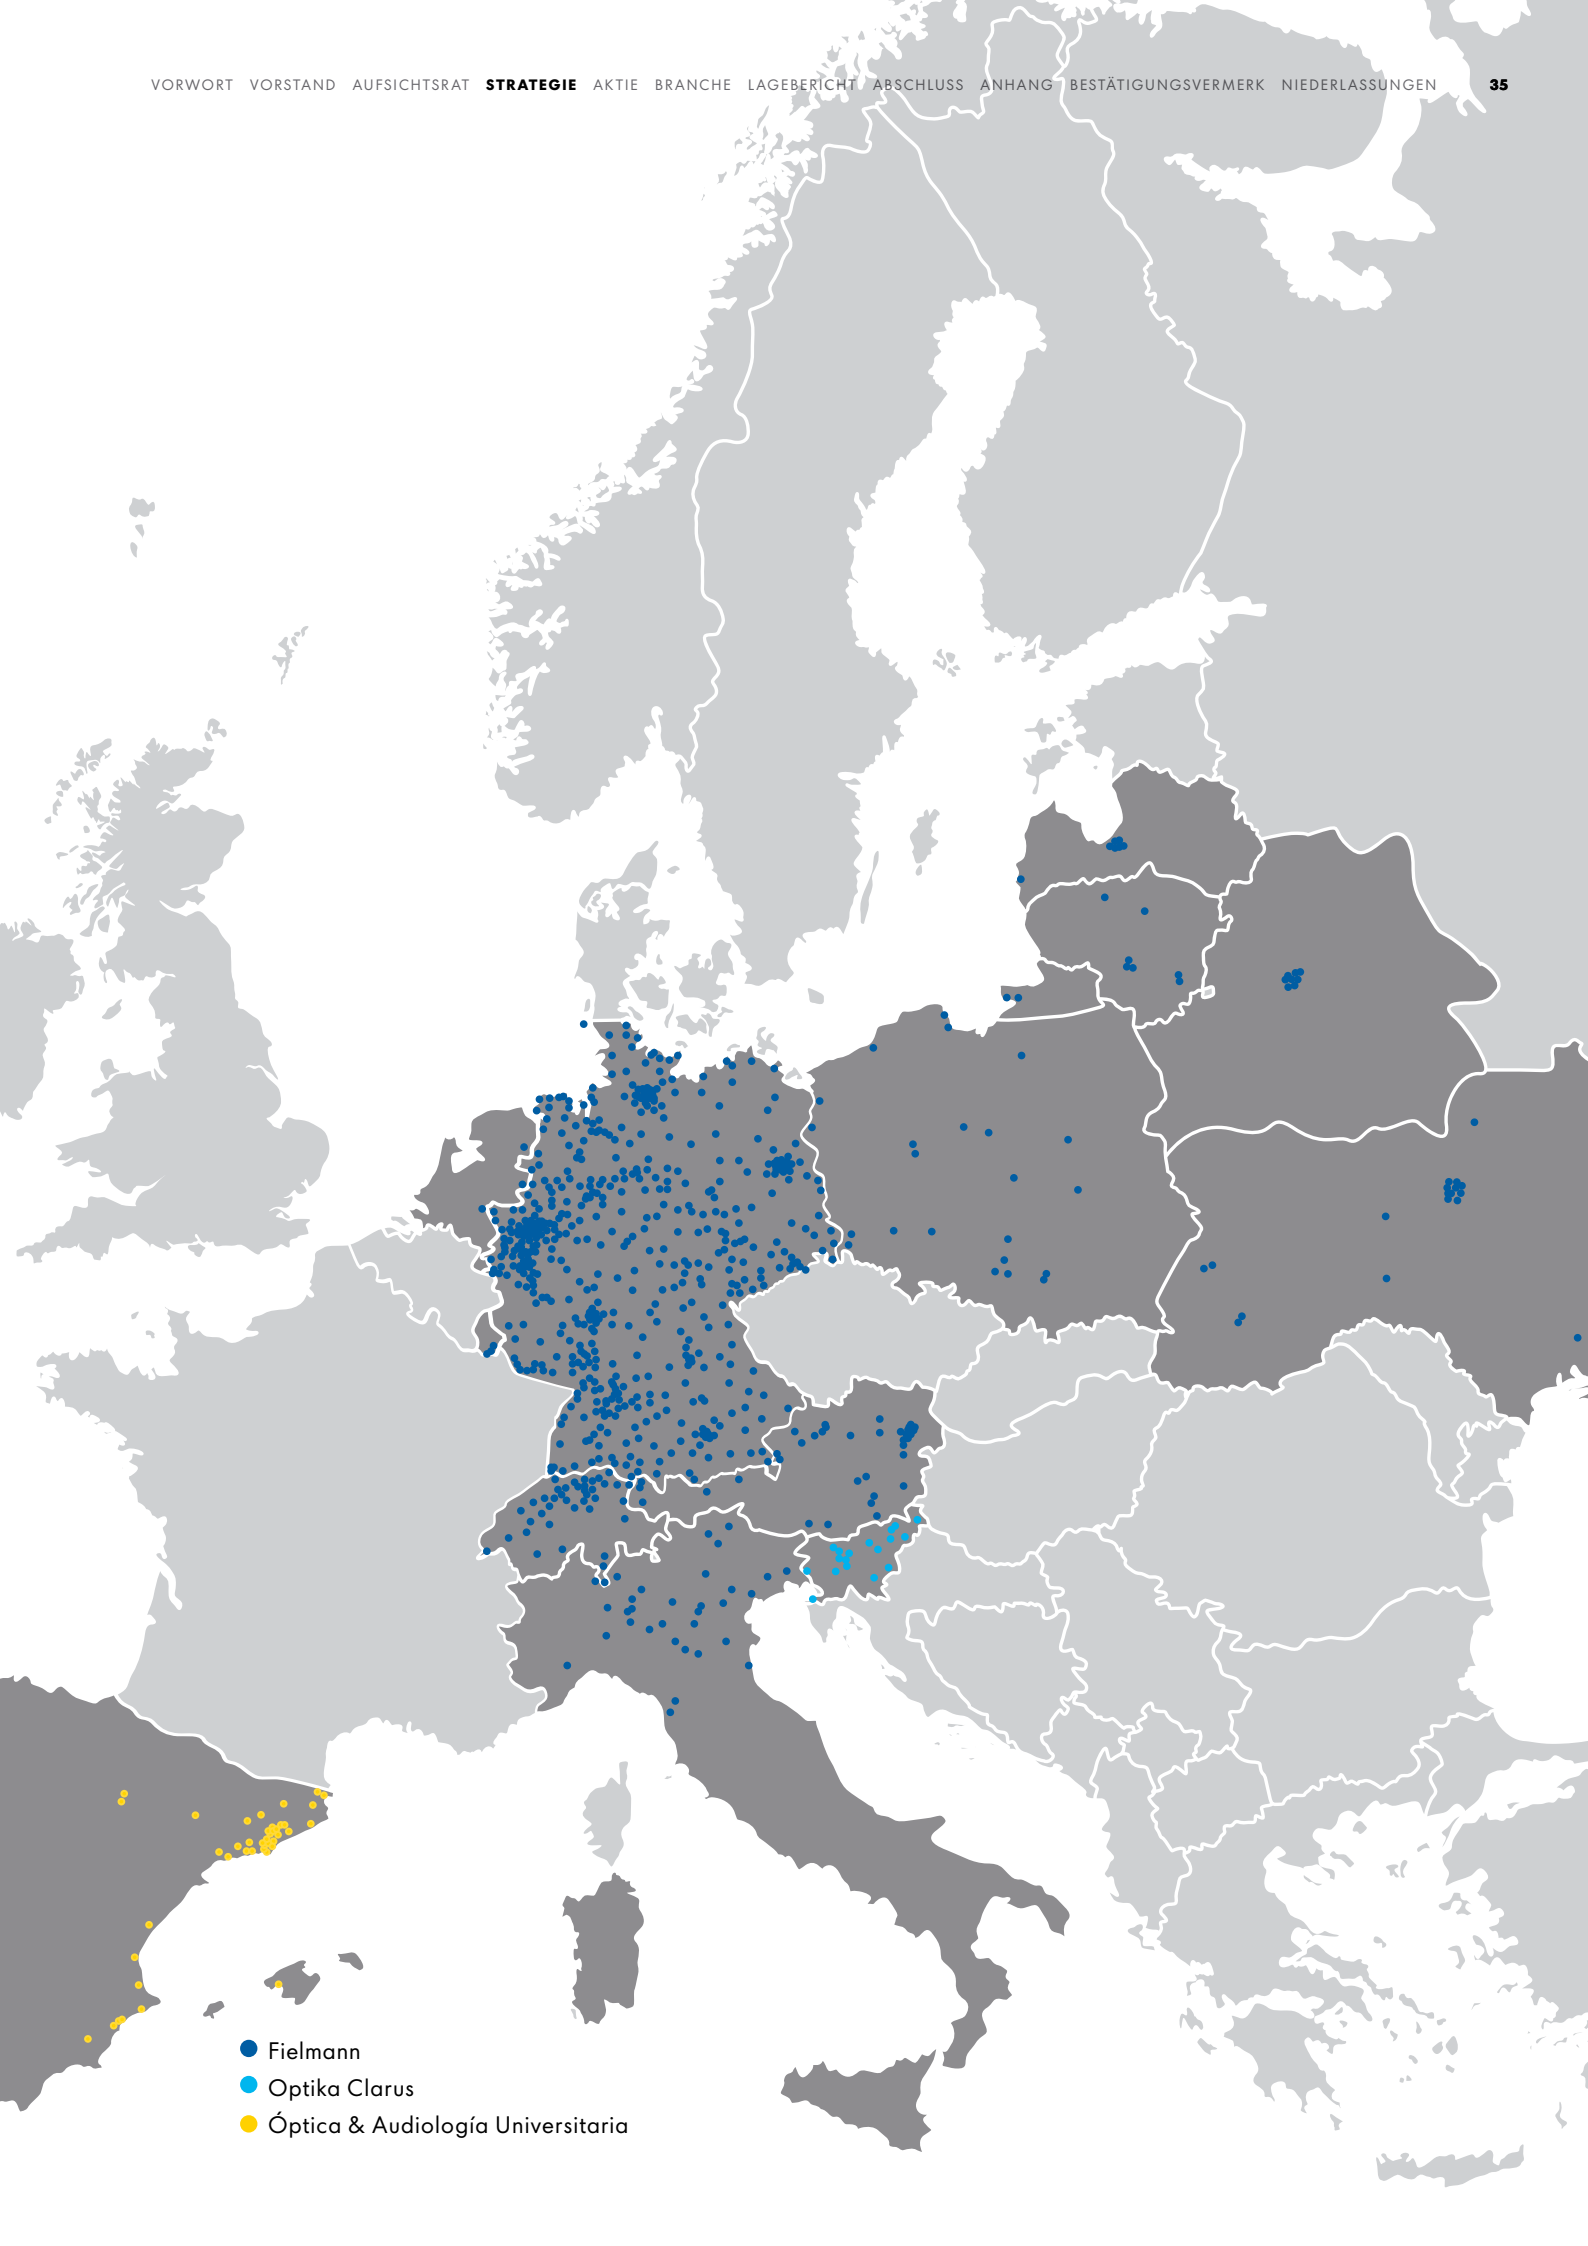 VORWORT VORSTAND AUFSICHTSRAT STRATEGIE AKTIE BRANCHE LAGEBERICHT ABSCHLUSS ANHANG BESTÄTIGUNGSVERMERK NIEDERLASSUNGEN 35
Fielmann
Optika Clarus
Óptica & Audiología Universitaria